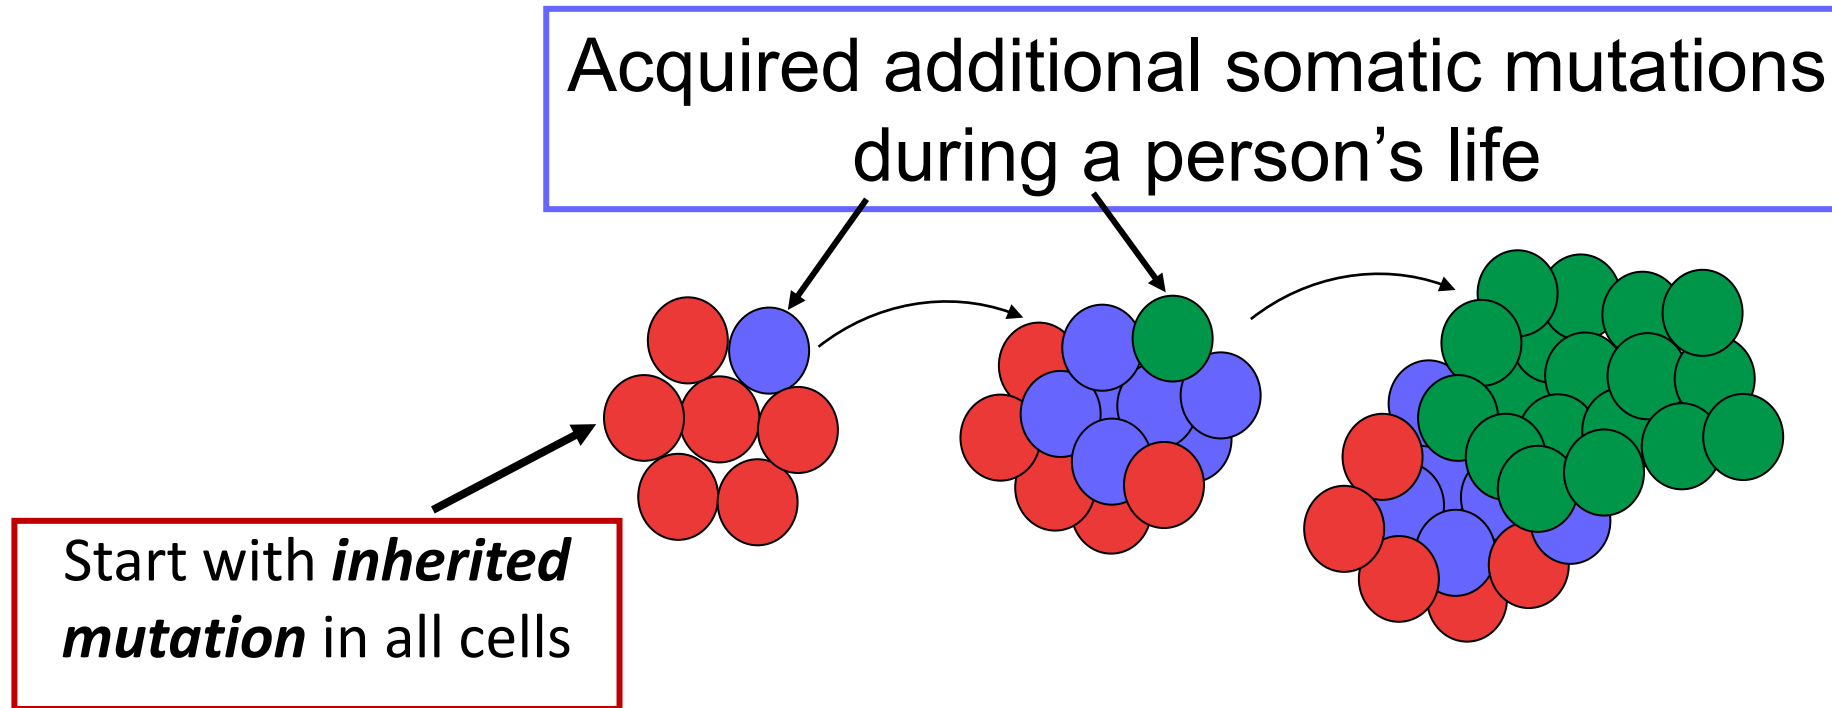 Acquired additional somatic mutations
during a person’s life
Start with inherited
mutation in all cells